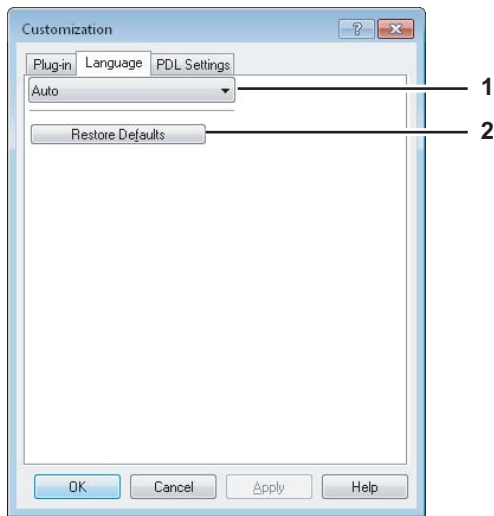 Customization
Plug-in Language PDL Settings
Auto
1
Restore Defaults
2
OK Cancel Apply Help